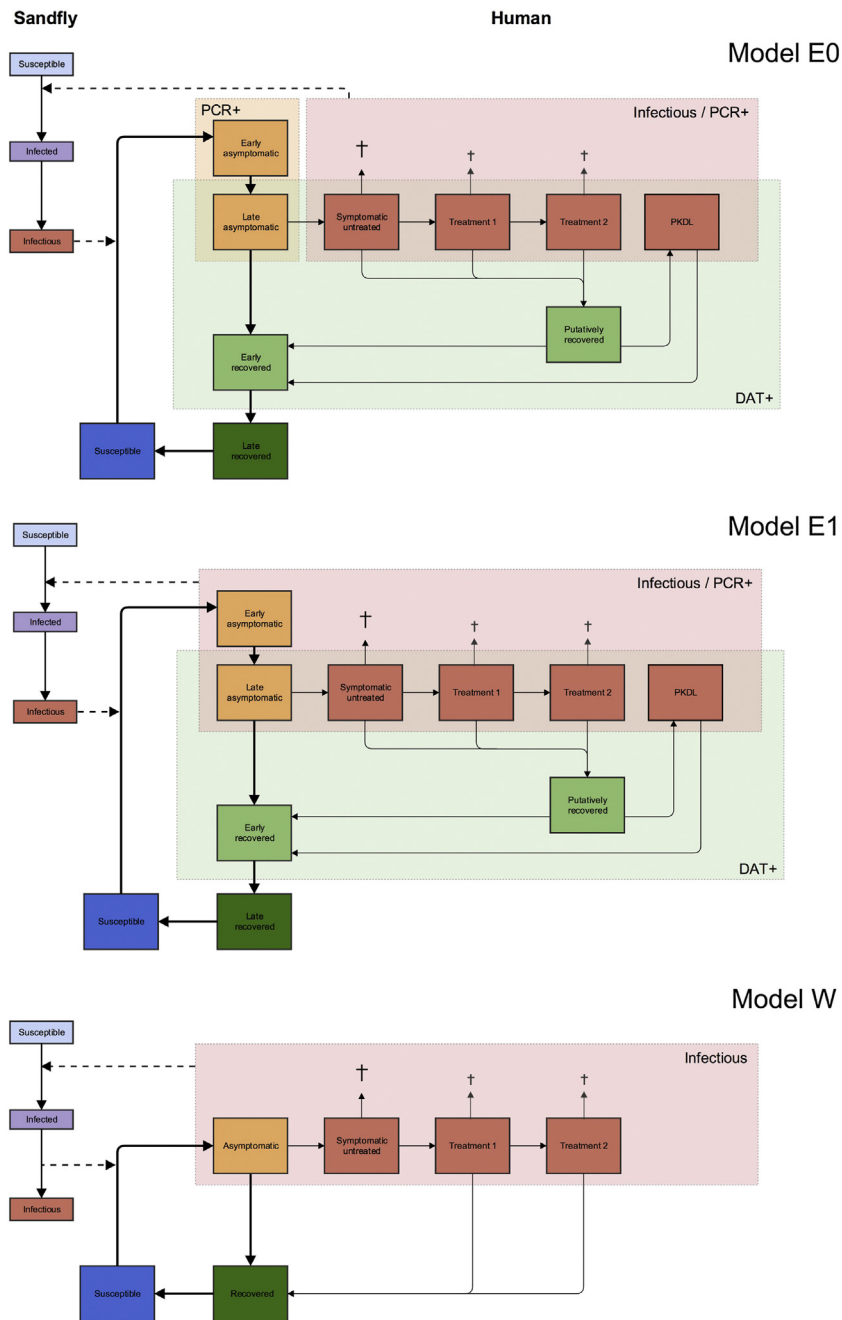 Sandfly
Human
Model E0
Susceptible
PCR+
Infectious / PCR+
Early
asymptomatic
†
†
†
Infected
Late
asymptomatic
Symptomatic
untreated
Treatment 1
Treatment 2
PKDL
Infectious
Putatively
recovered
Early
recovered
DAT+
Susceptible
Late
recovered
Model E1
Susceptible
Infectious / PCR+
Early
asymptomatic
†
†
†
Infected
Late
asymptomatic
Symptomatic
untreated
Treatment 1
Treatment 2
PKDL
Infectious
Putatively
recovered
Early
recovered
DAT+
Susceptible
Late
recovered
Model W
Susceptible
Infectious
†
†
†
Infected
Asymptomatic
Symptomatic
untreated
Treatment 1
Treatment 2
Infectious
Susceptible
Recovered